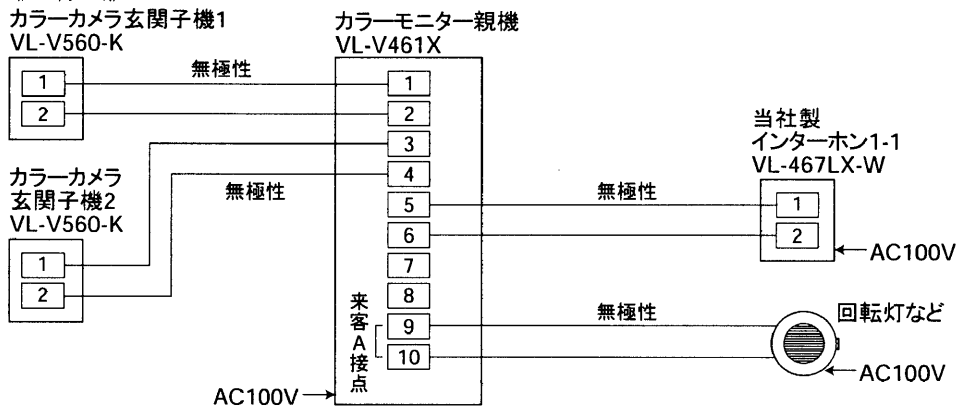 カラーカメラ玄関子機1
VL-V560-K
1
2
無極性
カラーカメラ
玄関子機2
VL-V560-K
1
2
無極性
カラーモニター親機
VL-V461X
1
2
3
4
5
6
7
8
9
10
来客A接点
AC100V
無極性
当社製
インターホン1-1
VL-467LX-W
1
2
AC100V
無極性
回転灯など
AC100V